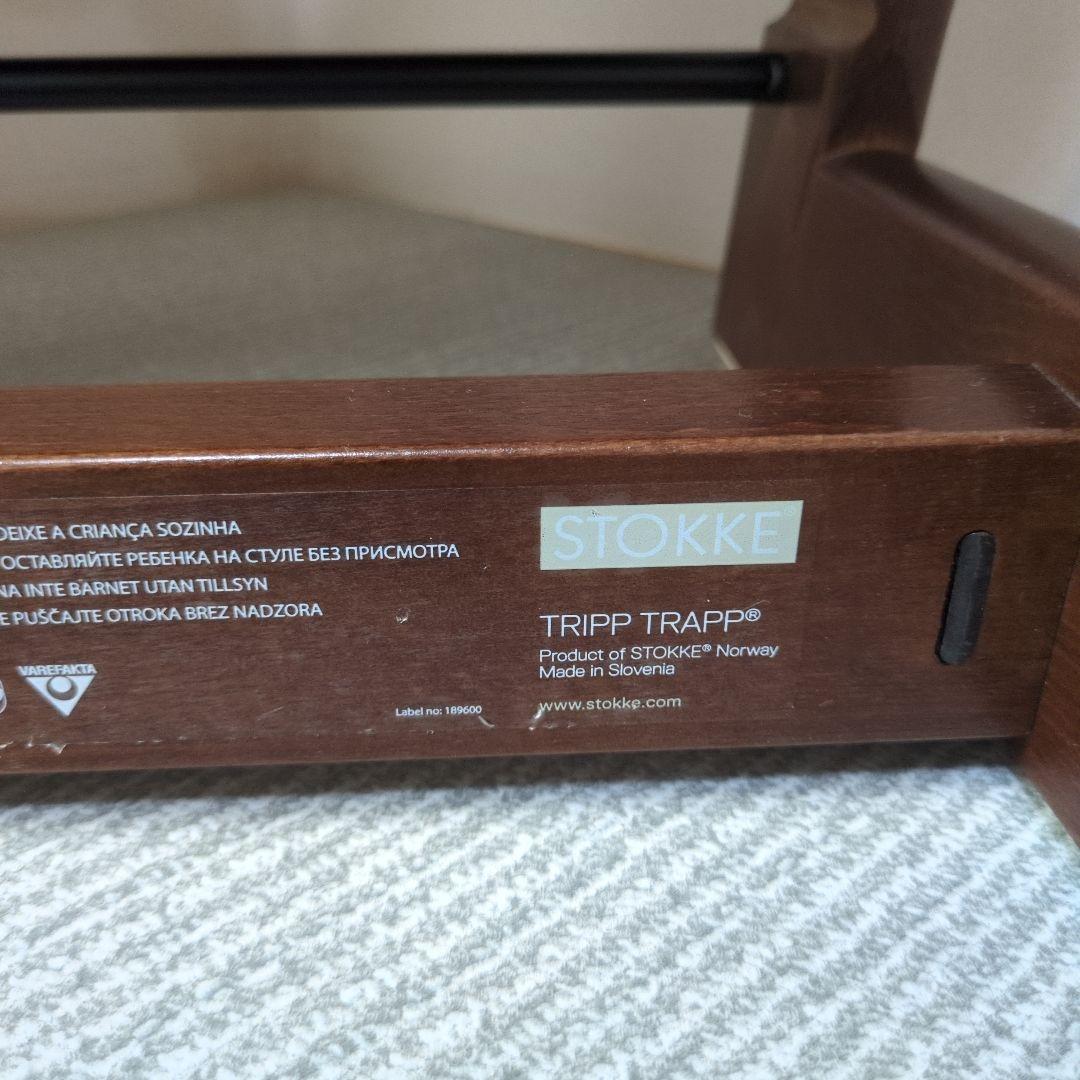 DEIXE A CRIANÇA SOZINHA
ОСТАВЛЯЙТЕ РЕБЕНКА НА СТУЛЕ БЕЗ ПРИСМОТРА
NA INTE BARNET UTAN TILLSYN
E PUŠČAJTE OTROKA BREZ NADZORA
VAREFAKTA
Label no: 189600
STOKKE®
TRIPP TRAPP®
Product of STOKKE® Norway
Made in Slovenia
www.stokke.com